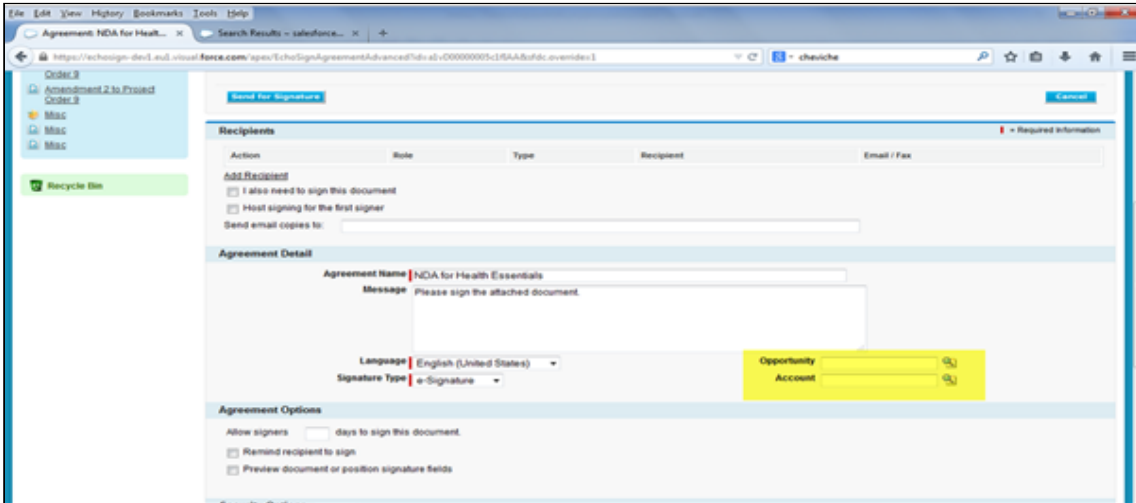 File Edit View History Bookmarks Tools Help
Agreement: NDA for Healt... × Search Results ~ salesforce... × +
https://echosign-dev1.eu1.visual.force.com/apex/EchoSignAgreementAdvanced? cheviche
Order 9
Amendment 2 to Project
Order 9
Misc
Misc
Misc
Recycle Bin
Send for Signature Cancel
Recipients = Required Information
Action Role Type Recipient Email / Fax
Add Recipient
I also need to sign this document
Host signing for the first signer
Send email copies to:
Agreement Detail
Agreement Name NDA for Health Essentials
Message Please sign the attached document.
Language English (United States) Opportunity
Signature Type e-Signature Account
Agreement Options
Allow signers days to sign this document.
Remind recipient to sign
Preview document or position signature fields